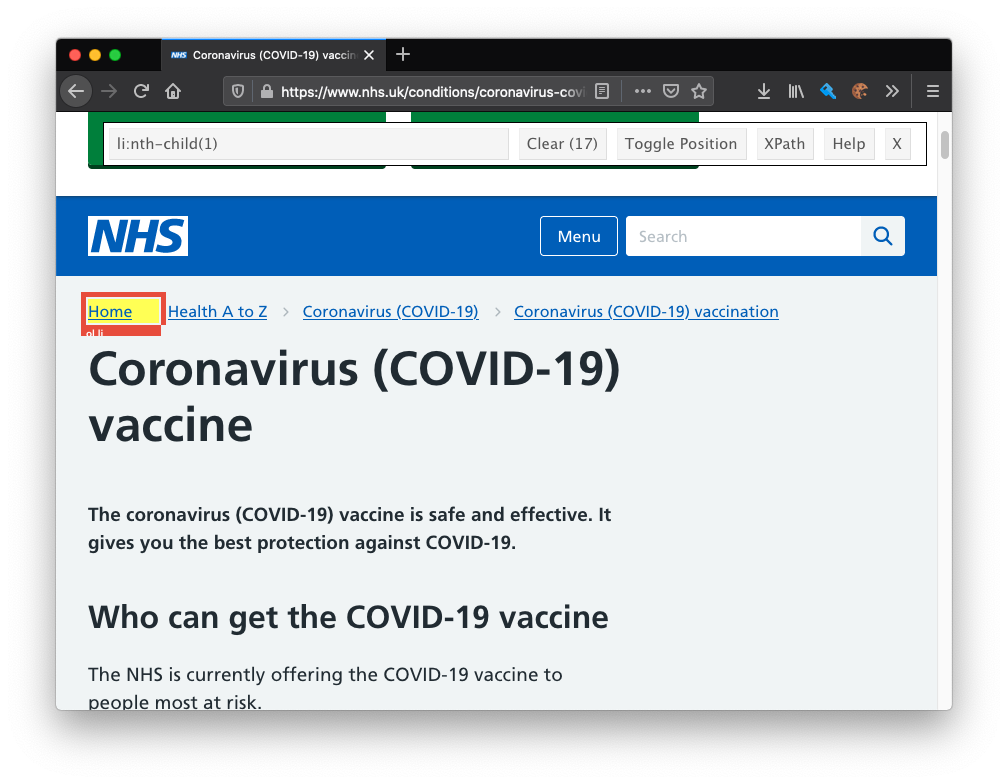 NHS Coronavirus (COVID-19) vaccin
https://www.nhs.uk/conditions/coronavirus-covi
li:nth-child(1) Clear (17) Toggle Position XPath Help X
NHS Menu Search
Home Health A to Z Coronavirus (COVID-19) Coronavirus (COVID-19) vaccination
ol li
Coronavirus (COVID-19)
vaccine
The coronavirus (COVID-19) vaccine is safe and effective. It
gives you the best protection against COVID-19.
Who can get the COVID-19 vaccine
The NHS is currently offering the COVID-19 vaccine to
people most at risk.